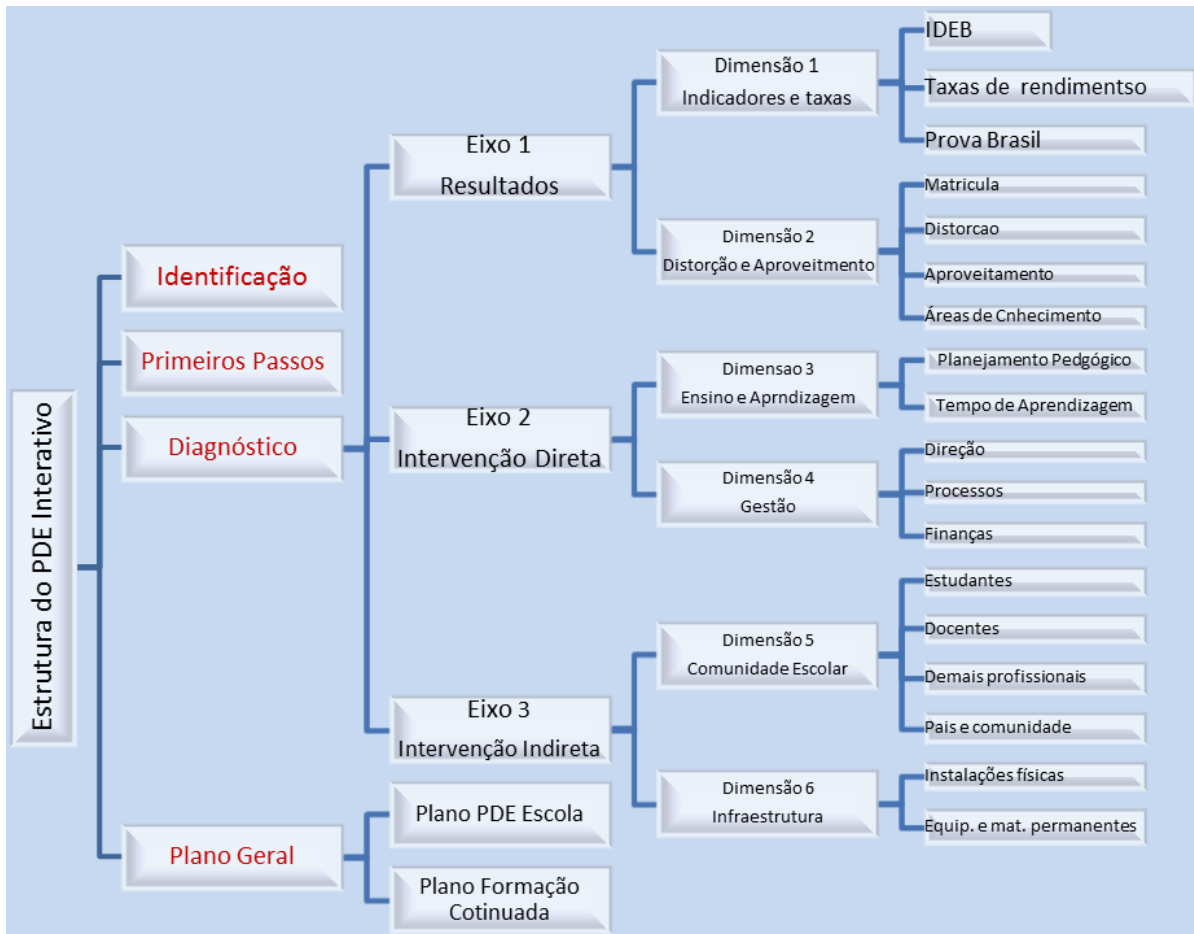 Estrutura do PDE Interativo
Identificação
Primeiros Passos
Diagnóstico
Eixo 1
Resultados
Dimensão 1
Indicadores e taxas
IDEB
Taxas de rendimentso
Prova Brasil
Dimensão 2
Distorção e Aproveitmento
Matricula
Distorcao
Aproveitamento
Áreas de Cnhecimento
Eixo 2
Intervenção Direta
Dimensao 3
Ensino e Aprndizagem
Planejamento Pedgógico
Tempo de Aprendizagem
Dimensão 4
Gestão
Direção
Processos
Finanças
Eixo 3
Intervenção Indireta
Dimensão 5
Comunidade Escolar
Estudantes
Docentes
Demais profissionais
Pais e comunidade
Dimensão 6
Infraestrutura
Instalações físicas
Equip. e mat. permanentes
Plano Geral
Plano PDE Escola
Plano Formação
Cotinuada